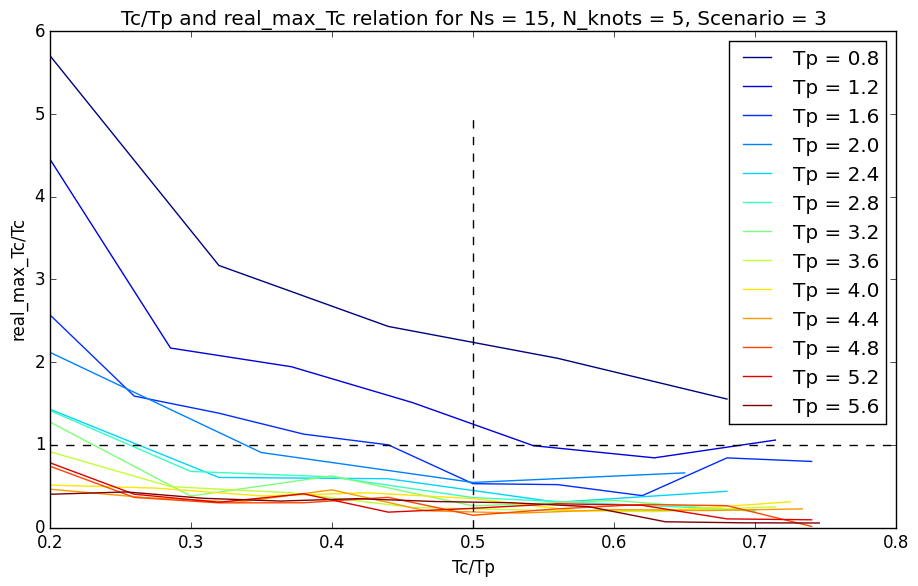 Tc/Tp and real_max_Tc relation for Ns = 15, N_knots = 5, Scenario = 3
6
5
4
3
2
1
0
real_max_Tc/Tc
Tp = 0.8
Tp = 1.2
Tp = 1.6
Tp = 2.0
Tp = 2.4
Tp = 2.8
Tp = 3.2
Tp = 3.6
Tp = 4.0
Tp = 4.4
Tp = 4.8
Tp = 5.2
Tp = 5.6
0.2 0.3 0.4 0.5 0.6 0.7 0.8
Tc/Tp